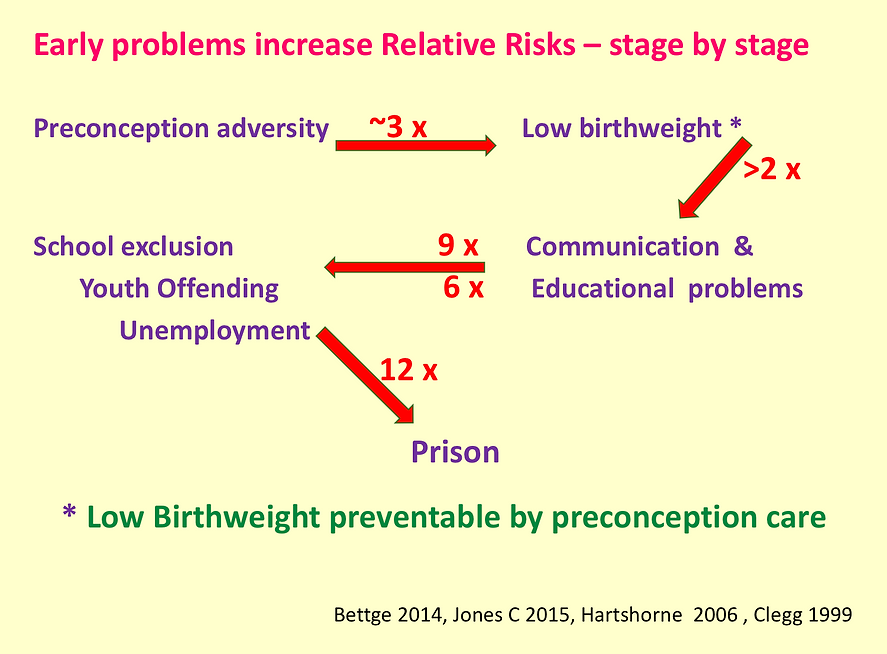 Early problems increase Relative Risks – stage by stage
Preconception adversity ~3 x Low birthweight *
>2 x
School exclusion 9 x Communication &
Youth Offending 6 x Educational problems
Unemployment
12 x
Prison
* Low Birthweight preventable by preconception care
Bettge 2014, Jones C 2015, Hartshorne 2006 , Clegg 1999